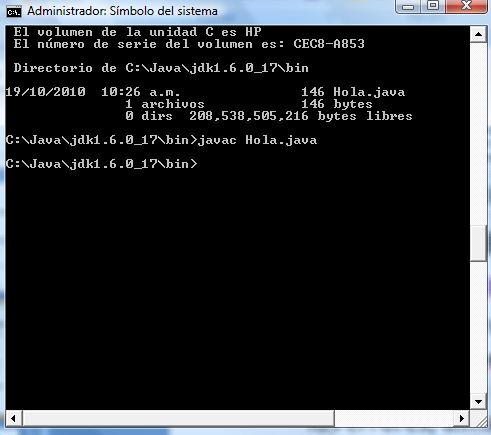 Administrador: Símbolo del sistema
El volumen de la unidad C es HP
El número de serie del volumen es: CEC8-A853
Directorio de C:\Java\jdk1.6.0_17\bin
19/10/2010 10:26 a.m. 146 Hola.java
1 archivos 146 bytes
0 dirs 208,538,505,216 bytes libres
C:\Java\jdk1.6.0_17\bin>javac Hola.java
C:\Java\jdk1.6.0_17\bin>